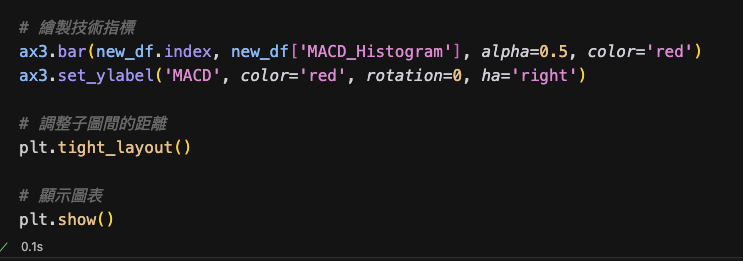 # 繪製技術指標
ax3.bar(new_df.index, new_df['MACD_Histogram'], alpha=0.5, color='red')
ax3.set_ylabel('MACD', color='red', rotation=0, ha='right')
# 調整子圖間的距離
plt.tight_layout()
# 顯示圖表
plt.show()
0.1s